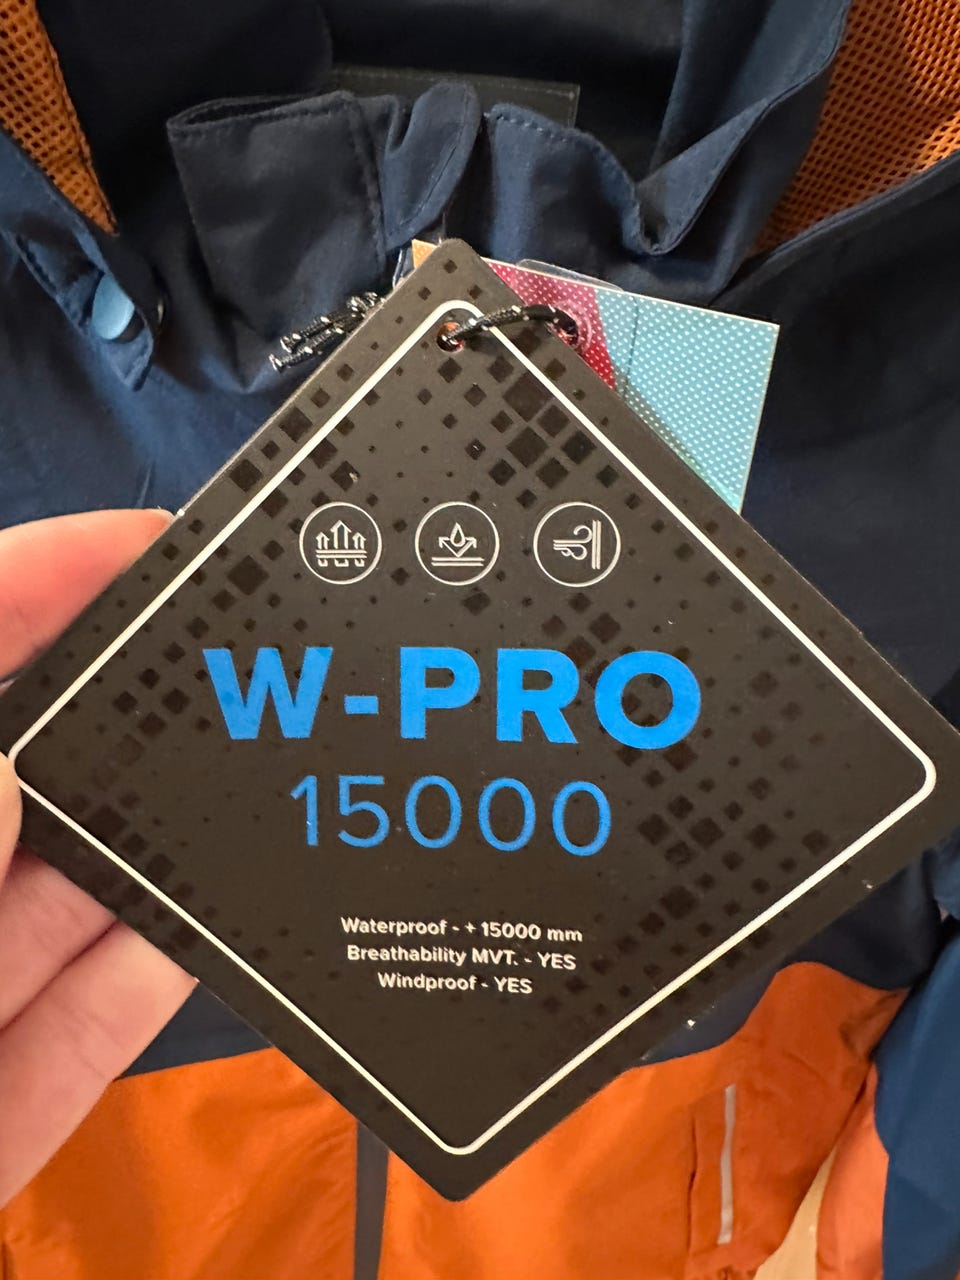 W-PRO
15000
Waterproof - + 15000 mm
Breathability MVT. - YES
Windproof - YES